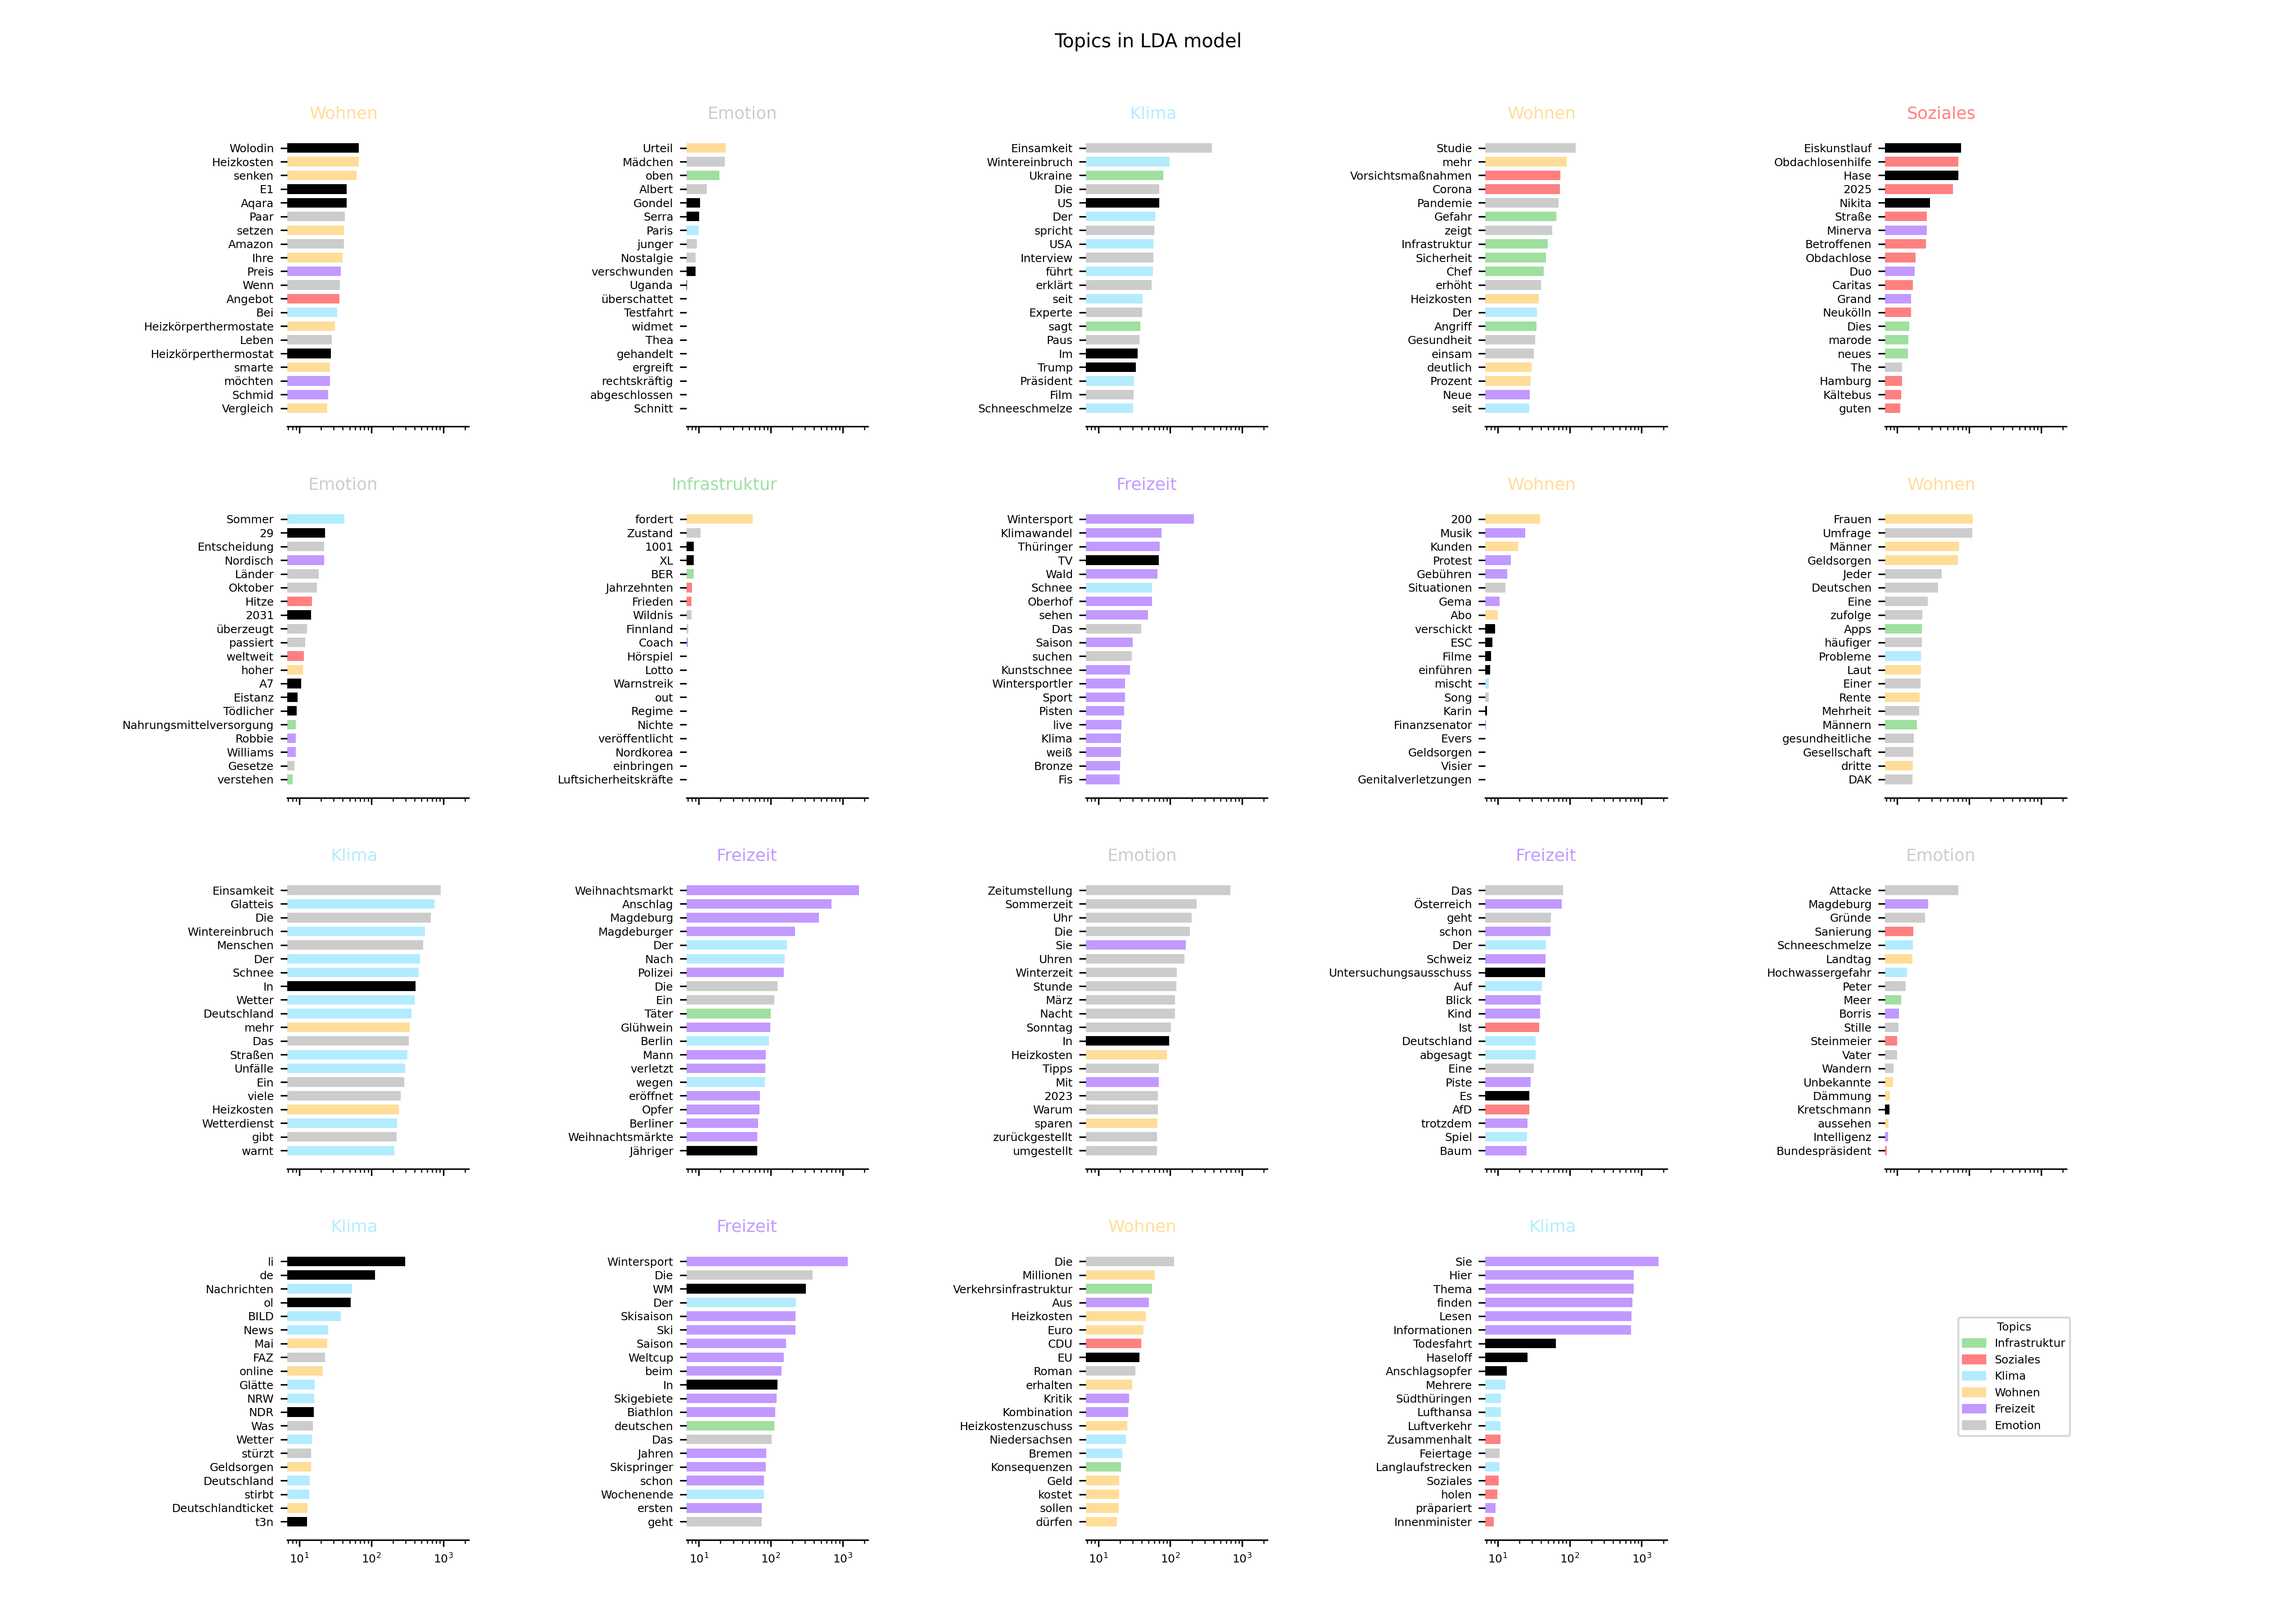 Topics in LDA model
Wohnen
Wolodin
Heizkosten
senken
E1
Aqara
Paar
setzen
Amazon
Ihre
Preis
Wenn
Angebot
Bei
Heizkörperthermostate
Leben
Heizkörperthermostat
smarte
möchten
Schmid
Vergleich
Emotion
Urteil
Mädchen
oben
Albert
Gondel
Serra
Paris
junger
Nostalgie
verschwunden
Uganda
überschattet
Testfahrt
widmet
Thea
gehandelt
ergreift
rechtskräftig
abgeschlossen
Schnitt
Klima
Einsamkeit
Wintereinbruch
Ukraine
Die
US
Der
spricht
USA
Interview
führt
erklärt
seit
Experte
sagt
Paus
Im
Trump
Präsident
Film
Schneeschmelze
Wohnen
Studie
mehr
Vorsichtsmaßnahmen
Corona
Pandemie
Gefahr
zeigt
Infrastruktur
Sicherheit
Chef
erhöht
Heizkosten
Der
Angriff
Gesundheit
einsam
deutlich
Prozent
Neue
seit
Soziales
Eiskunstlauf
Obdachlosenhilfe
Hase
2025
Nikita
Straße
Minerva
Betroffenen
Obdachlose
Duo
Caritas
Grand
Neukölln
Dies
marode
neues
The
Hamburg
Kältebus
guten
Emotion
Sommer
29
Entscheidung
Nordisch
Länder
Oktober
Hitze
2031
überzeugt
passiert
weltweit
hoher
A7
Eistanz
Tödlicher
Nahrungsmittelversorgung
Robbie
Williams
Gesetze
verstehen
Infrastruktur
fordert
Zustand
1001
XL
BER
Jahrzehnten
Frieden
Wildnis
Finnland
Coach
Hörspiel
Lotto
Warnstreik
out
Regime
Nichte
veröffentlicht
Nordkorea
einbringen
Luftsicherheitskräfte
Freizeit
Wintersport
Klimawandel
Thüringer
TV
Wald
Schnee
Oberhof
sehen
Das
Saison
suchen
Kunstschnee
Wintersportler
Sport
Pisten
live
Klima
weiß
Bronze
Fis
Wohnen
200
Musik
Kunden
Protest
Gebühren
Situationen
Gema
Abo
verschickt
ESC
Filme
einführen
mischt
Song
Karin
Finanzsenator
Evers
Geldsorgen
Visier
Genitalverletzungen
Wohnen
Frauen
Umfrage
Männer
Geldsorgen
Jeder
Deutschen
Eine
zufolge
Apps
häufiger
Probleme
Laut
Einer
Rente
Mehrheit
Männern
gesundheitliche
Gesellschaft
dritte
DAK
Klima
Einsamkeit
Glatteis
Die
Wintereinbruch
Menschen
Der
Schnee
In
Wetter
Deutschland
mehr
Das
Straßen
Unfälle
Ein
viele
Heizkosten
Wetterdienst
gibt
warnt
Freizeit
Weihnachtsmarkt
Anschlag
Magdeburg
Magdeburger
Der
Nach
Polizei
Die
Ein
Täter
Glühwein
Berlin
Mann
verletzt
wegen
eröffnet
Opfer
Berliner
Weihnachtsmärkte
Jähriger
Emotion
Zeitumstellung
Sommerzeit
Uhr
Die
Sie
Uhren
Winterzeit
Stunde
März
Nacht
Sonntag
In
Heizkosten
Tipps
Mit
2023
Warum
sparen
zurückgestellt
umgestellt
Freizeit
Das
Österreich
geht
schon
Der
Schweiz
Untersuchungsausschuss
Auf
Blick
Kind
Ist
Deutschland
abgesagt
Eine
Piste
Es
AfD
trotzdem
Spiel
Baum
Emotion
Attacke
Magdeburg
Gründe
Sanierung
Schneeschmelze
Landtag
Hochwassergefahr
Peter
Meer
Borris
Stille
Steinmeier
Vater
Wandern
Unbekannte
Dämmung
Kretschmann
aussehen
Intelligenz
Bundespräsident
Klima
li
de
Nachrichten
ol
BILD
News
Mai
FAZ
online
Glätte
NRW
NDR
Was
Wetter
stürzt
Geldsorgen
Deutschland
stirbt
Deutschlandticket
t3n
10¹ 10² 10³
Freizeit
Wintersport
Die
WM
Der
Skisaison
Ski
Saison
Weltcup
beim
In
Skigebiete
Biathlon
deutschen
Das
Jahren
Skispringer
schon
Wochenende
ersten
geht
10¹ 10² 10³
Wohnen
Die
Millionen
Verkehrsinfrastruktur
Aus
Heizkosten
Euro
CDU
EU
Roman
erhalten
Kritik
Kombination
Heizkostenzuschuss
Niedersachsen
Bremen
Konsequenzen
Geld
kostet
sollen
dürfen
10¹ 10² 10³
Klima
Sie
Hier
Thema
finden
Lesen
Informationen
Todesfahrt
Haseloff
Anschlagsopfer
Mehrere
Südthüringen
Lufthansa
Luftverkehr
Zusammenhalt
Feiertage
Langlaufstrecken
Soziales
holen
präpariert
Innenminister
10¹ 10² 10³
Topics
Infrastruktur
Soziales
Klima
Wohnen
Freizeit
Emotion